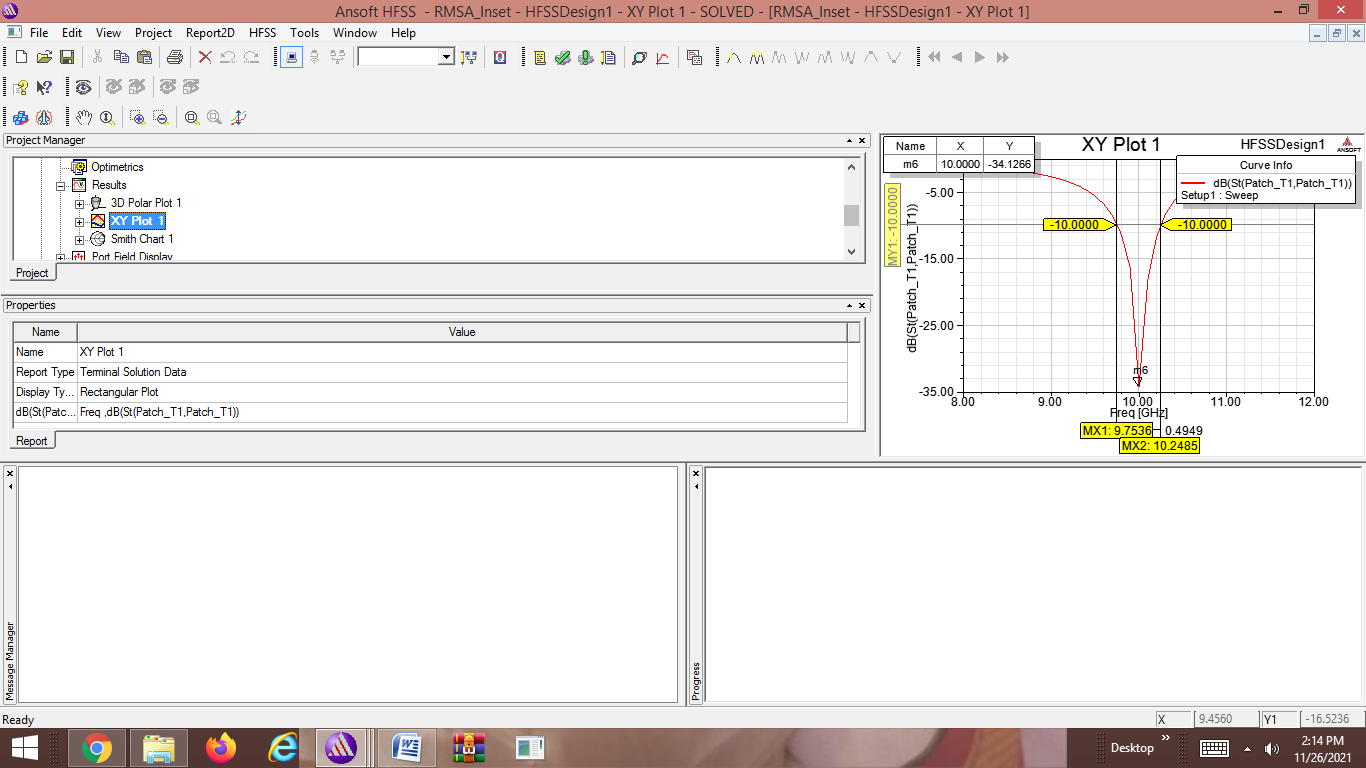 Ansoft HFSS - RMSA_Inset - HFSSDesign1 - XY Plot 1 - SOLVED - [RMSA_Inset - HFSSDesign1 - XY Plot 1]
File Edit View Project Report2D HFSS Tools Window Help
Project Manager
Optimetrics
Results
3D Polar Plot 1
XY Plot 1
Smith Chart 1
Port Field Display
Project
Properties
Name Value
Name XY Plot 1
Report Type Terminal Solution Data
Display Ty... Rectangular Plot
dB(St(Patc... Freq ,dB(St(Patch_T1,Patch_T1))
Report
Name X Y
m6 10.0000 -34.1266
XY Plot 1
HFSSDesign1
ANSOFT
Curve Info
dB(St(Patch_T1,Patch_T1))
Setup1 : Sweep
MY1: -10.0000
dB(St(Patch_T1,Patch_T1))
-5.00
-10.0000 -10.0000
-15.00
-25.00
m6
-35.00
8.00 9.00 10.00 11.00 12.00
Freq [GHz]
MX1: 9.7536 0.4949
MX2: 10.2485
Message Manager
Progress
Ready
X 9.4560 Y1 -16.5236
Desktop
2:14 PM
11/26/2021